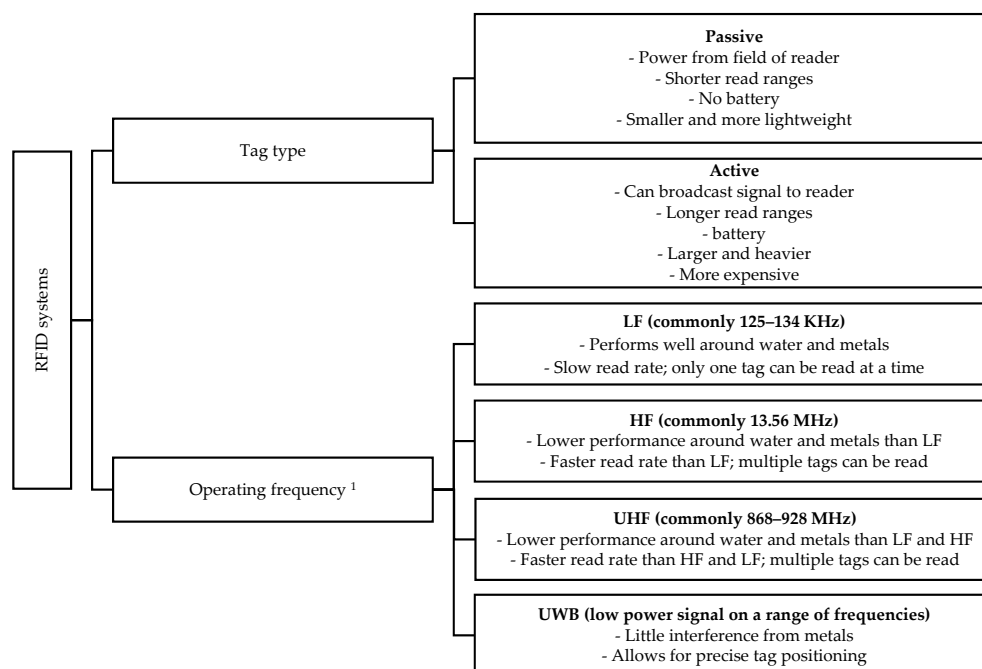 RFID systems
Tag type
Passive
- Power from field of reader
- Shorter read ranges
- No battery
- Smaller and more lightweight
Active
- Can broadcast signal to reader
- Longer read ranges
- battery
- Larger and heavier
- More expensive
Operating frequency ¹
LF (commonly 125–134 KHz)
- Performs well around water and metals
- Slow read rate; only one tag can be read at a time
HF (commonly 13.56 MHz)
- Lower performance around water and metals than LF
- Faster read rate than LF; multiple tags can be read
UHF (commonly 868–928 MHz)
- Lower performance around water and metals than LF and HF
- Faster read rate than HF and LF; multiple tags can be read
UWB (low power signal on a range of frequencies)
- Little interference from metals
- Allows for precise tag positioning